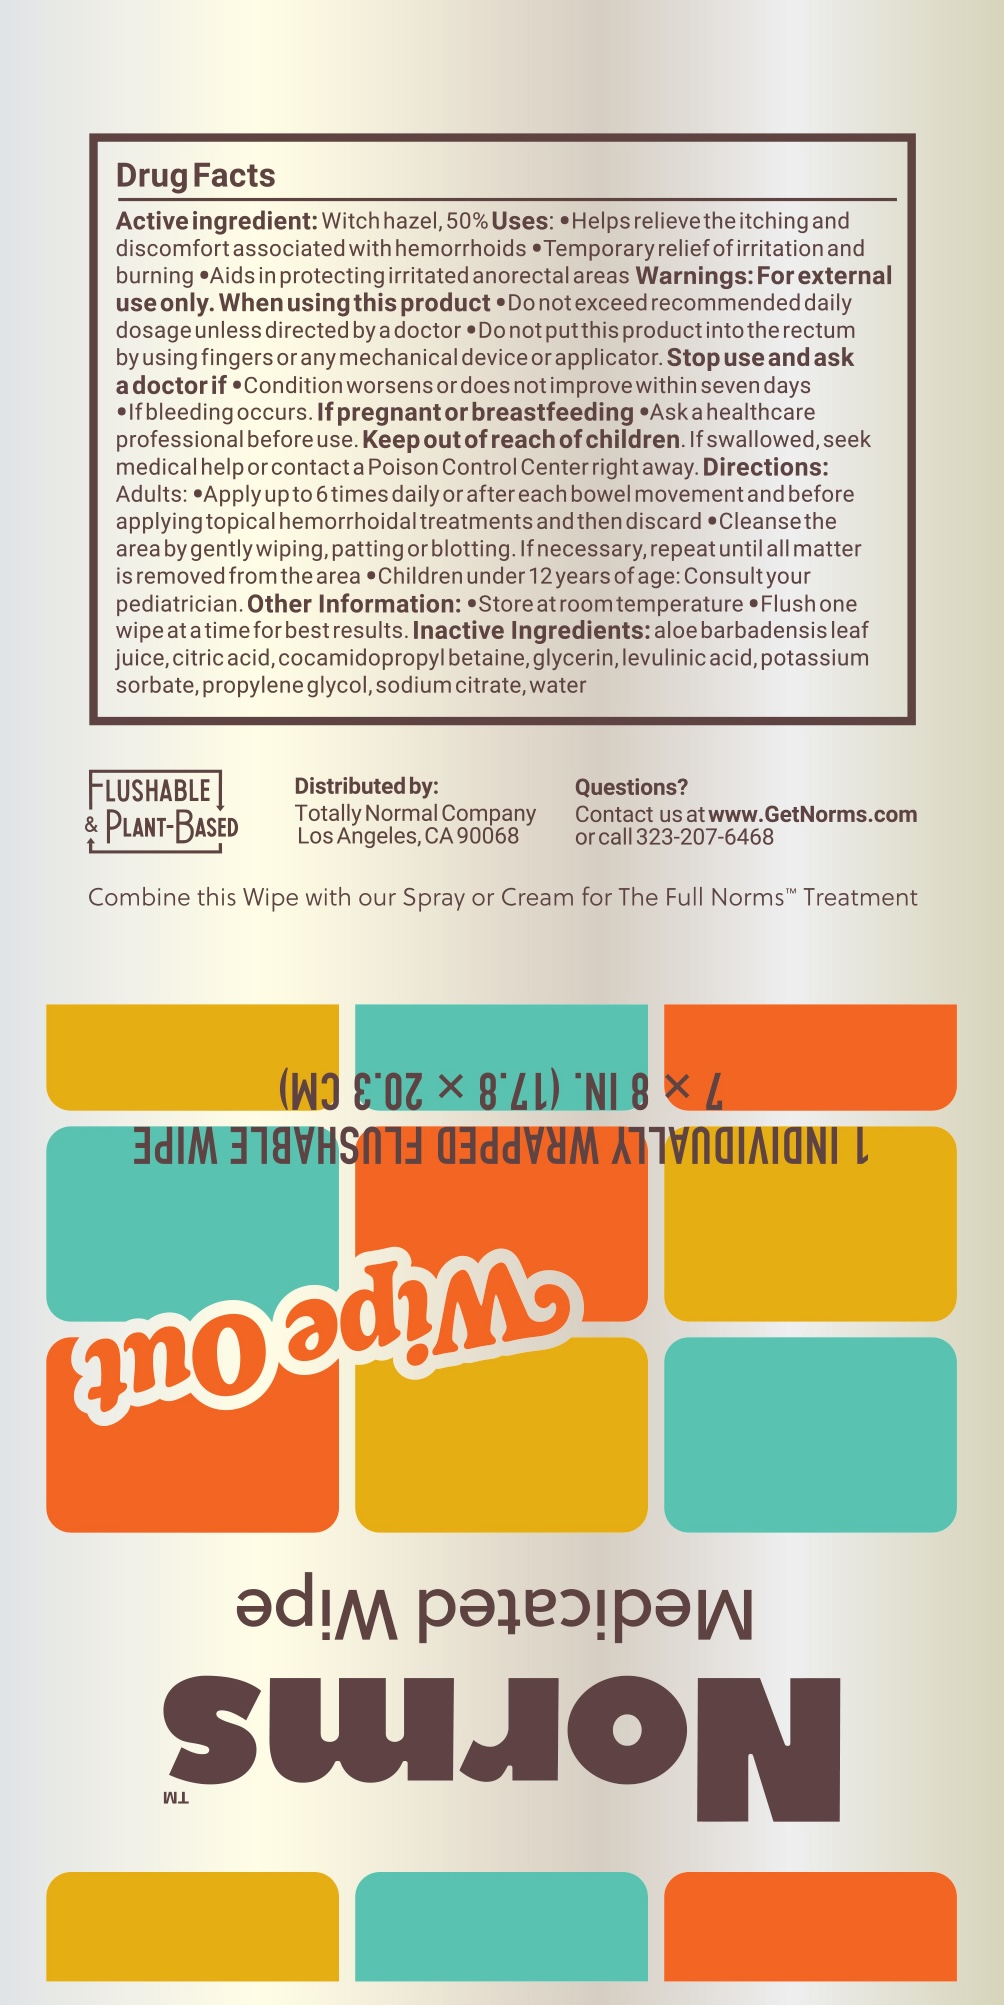 Drug Facts
Active ingredient: Witch hazel, 50% Uses: •Helps relieve the itching and
discomfort associated with hemorrhoids •Temporary relief of irritation and
burning •Aids in protecting irritated anorectal areas Warnings: For external
use only. When using this product •Do not exceed recommended daily
dosage unless directed by a doctor •Do not put this product into the rectum
by using fingers or any mechanical device or applicator. Stop use and ask
a doctor if •Condition worsens or does not improve within seven days
•If bleeding occurs. If pregnant or breastfeeding •Ask a healthcare
professional before use. Keep out of reach of children. If swallowed, seek
medical help or contact a Poison Control Center right away. Directions:
Adults: •Apply up to 6 times daily or after each bowel movement and before
applying topical hemorrhoidal treatments and then discard •Cleanse the
area by gently wiping, patting or blotting. If necessary, repeat until all matter
is removed from the area •Children under 12 years of age: Consult your
pediatrician. Other Information: •Store at room temperature •Flush one
wipe at a time for best results. Inactive Ingredients: aloe barbadensis leaf
juice, citric acid, cocamidopropyl betaine, glycerin, levulinic acid, potassium
sorbate, propylene glycol, sodium citrate, water
FLUSHABLE
& PLANT-BASED
Distributed by:
Totally Normal Company
Los Angeles, CA 90068
Questions?
Contact us at www.GetNorms.com
or call 323-207-6468
Combine this Wipe with our Spray or Cream for The Full Norms™ Treatment
Norms™
Medicated Wipe
Wipe Out
1 INDIVIDUALLY WRAPPED FLUSHABLE WIPE
7 × 8 IN. (17.8 × 20.3 CM)